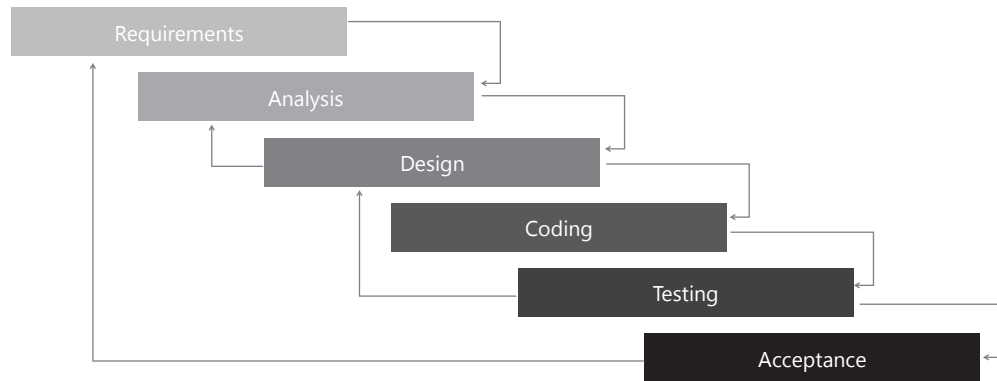 Requirements
Analysis
Design
Coding
Testing
Acceptance